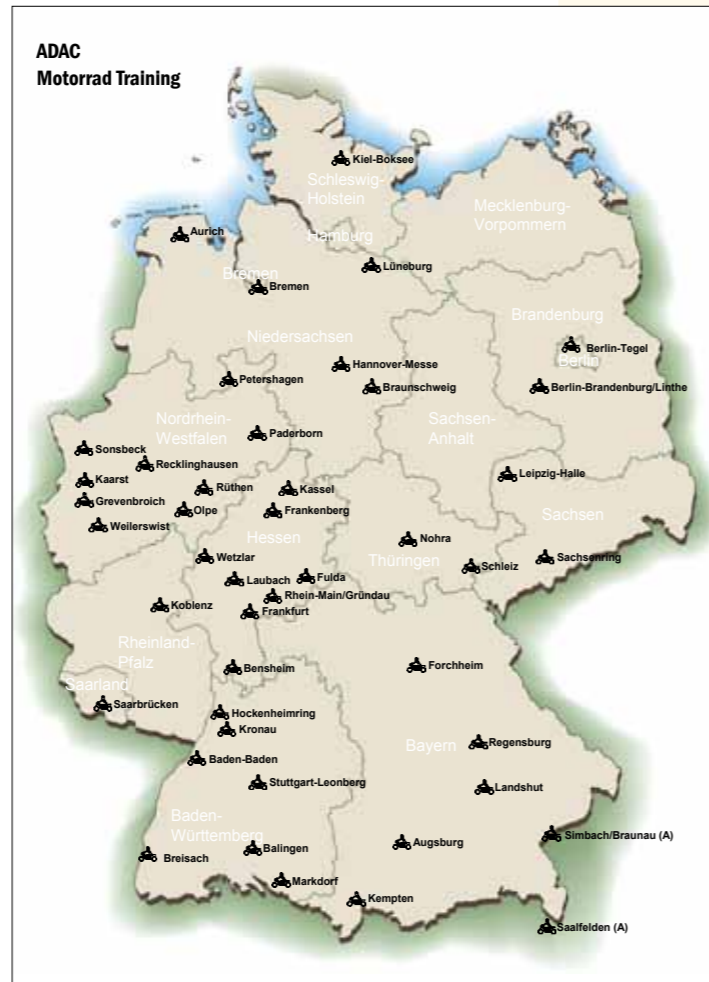 ADAC
Motorrad Training
Kiel-Boksee
Schleswig-
Holstein
Mecklenburg-
Vorpommern
Hamburg
Aurich
Lüneburg
Bremen
Bremen
Brandenburg
Niedersachsen
Berlin-Tegel
Berlin
Hannover-Messe
Petershagen
Braunschweig
Berlin-Brandenburg/Linthe
Nordrhein-
Westfalen
Sachsen-
Anhalt
Paderborn
Sonsbeck
Recklinghausen
Leipzig-Halle
Kaarst
Rüthen
Kassel
Grevenbroich
Olpe
Frankenberg
Sachsen
Weilerswist
Hessen
Nohra
Wetzlar
Thüringen
Sachsenring
Schleiz
Laubach
Fulda
Rhein-Main/Gründau
Koblenz
Frankfurt
Rheinland-
Pfalz
Bensheim
Forchheim
Saarland
Saarbrücken
Hockenheimring
Kronau
Bayern
Regensburg
Baden-Baden
Stuttgart-Leonberg
Landshut
Baden-
Württemberg
Simbach/Braunau (A)
Augsburg
Balingen
Breisach
Markdorf
Kempten
Saalfelden (A)